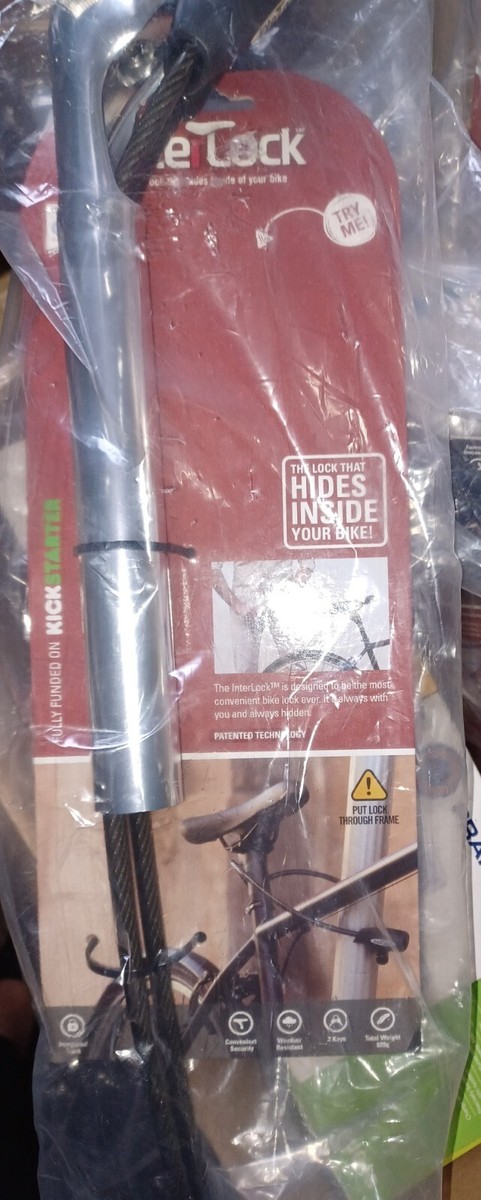 InterLock
inside of your bike
TRY
ME!
THE LOCK THAT
HIDES
INSIDE
YOUR BIKE!
FULLY FUNDED ON KICKSTARTER
The InterLock™ is designed to be the most
convenient bike lock ever. It's always with
you and always hidden.
PATENTED TECHNOLOGY
PUT LOCK
THROUGH FRAME
Convenient
Security
Weather
Resistant
2 Keys
Total Weight